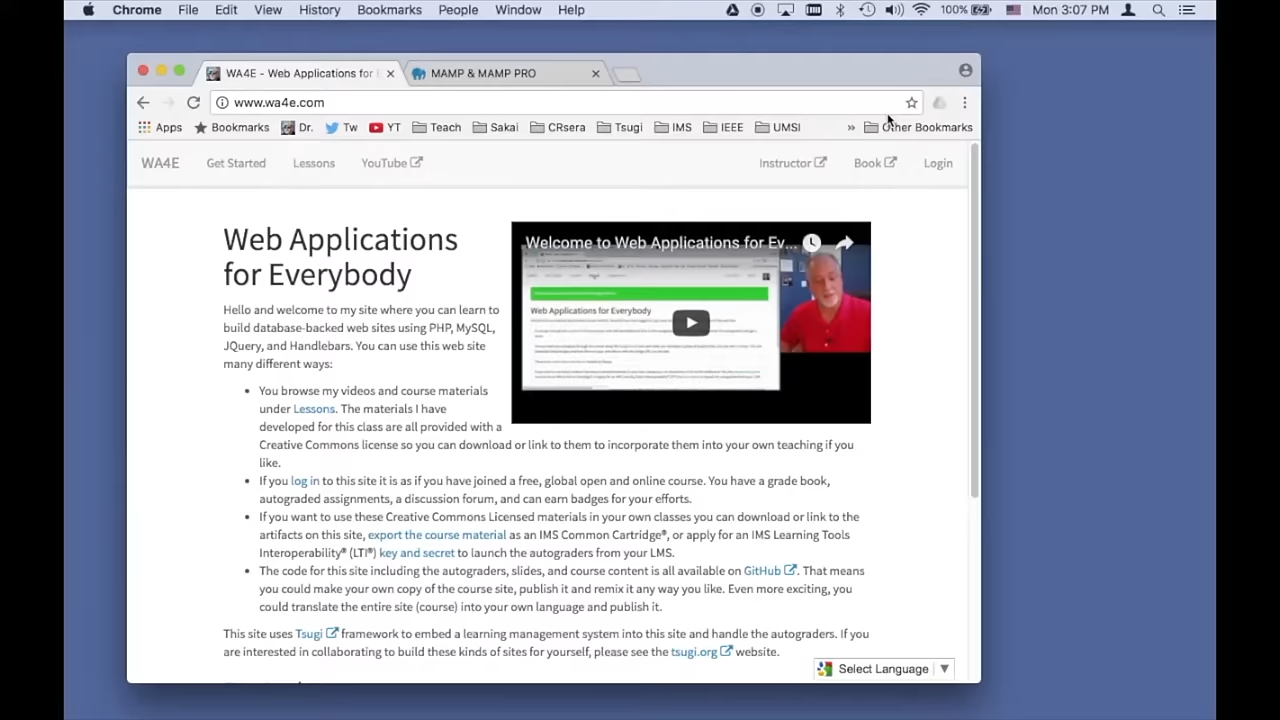 Chrome File Edit View History Bookmarks People Window Help 100% Mon 3:07 PM
WA4E - Web Applications for E MAMP & MAMP PRO
www.wa4e.com
Apps Bookmarks Dr. Tw YT Teach Sakai CRsera Tsugi IMS IEEE UMSI » Other Bookmarks
WA4E Get Started Lessons YouTube Instructor Book Login
Web Applications
for Everybody
Hello and welcome to my site where you can learn to
build database-backed web sites using PHP, MySQL,
JQuery, and Handlebars. You can use this web site
many different ways:
Welcome to Web Applications for Ev...
Web Applications for Everybody
• You browse my videos and course materials
under Lessons. The materials I have
developed for this class are all provided with a
Creative Commons license so you can download or link to them to incorporate them into your own teaching if you
like.
• If you log in to this site it is as if you have joined a free, global open and online course. You have a grade book,
autograded assignments, a discussion forum, and can earn badges for your efforts.
• If you want to use these Creative Commons Licensed materials in your own classes you can download or link to the
artifacts on this site, export the course material as an IMS Common Cartridge®, or apply for an IMS Learning Tools
Interoperability® (LTI®) key and secret to launch the autograders from your LMS.
• The code for this site including the autograders, slides, and course content is all available on GitHub. That means
you could make your own copy of the course site, publish it and remix it any way you like. Even more exciting, you
could translate the entire site (course) into your own language and publish it.
This site uses Tsugi framework to embed a learning management system into this site and handle the autograders. If you
are interested in collaborating to build these kinds of sites for yourself, please see the tsugi.org website.
Select Language ▼